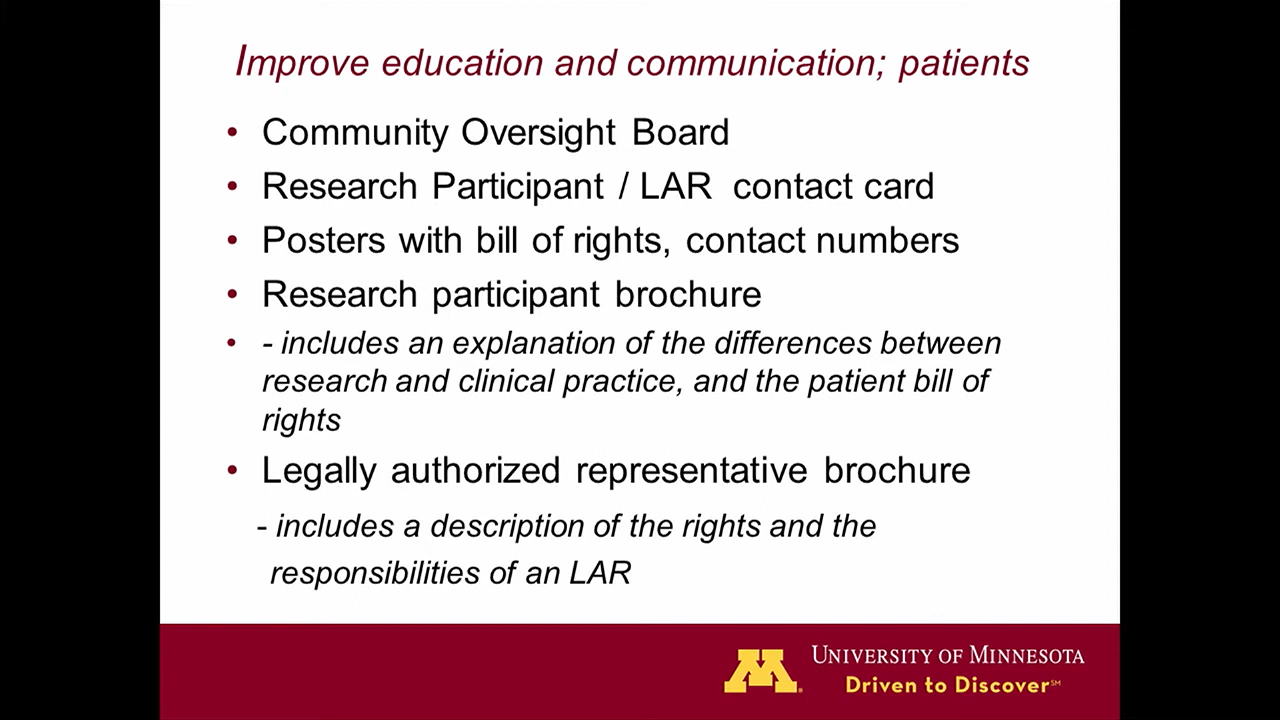 Improve education and communication; patients
• Community Oversight Board
• Research Participant / LAR contact card
• Posters with bill of rights, contact numbers
• Research participant brochure
• - includes an explanation of the differences between
research and clinical practice, and the patient bill of
rights
• Legally authorized representative brochure
- includes a description of the rights and the
responsibilities of an LAR
UNIVERSITY OF MINNESOTA
Driven to Discover℠